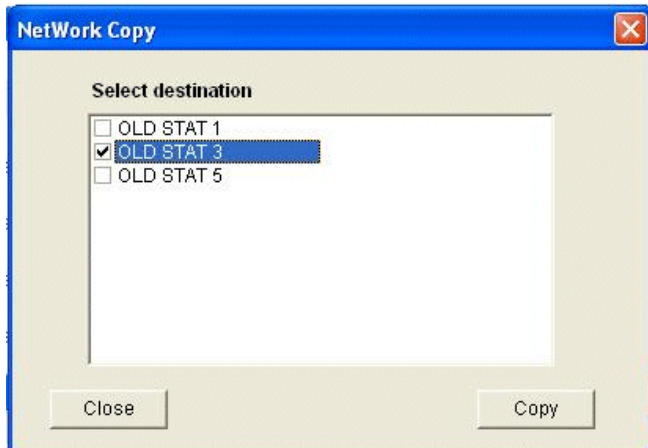 NetWork Copy
Select destination
OLD STAT 1
OLD STAT 3
OLD STAT 5
Close
Copy